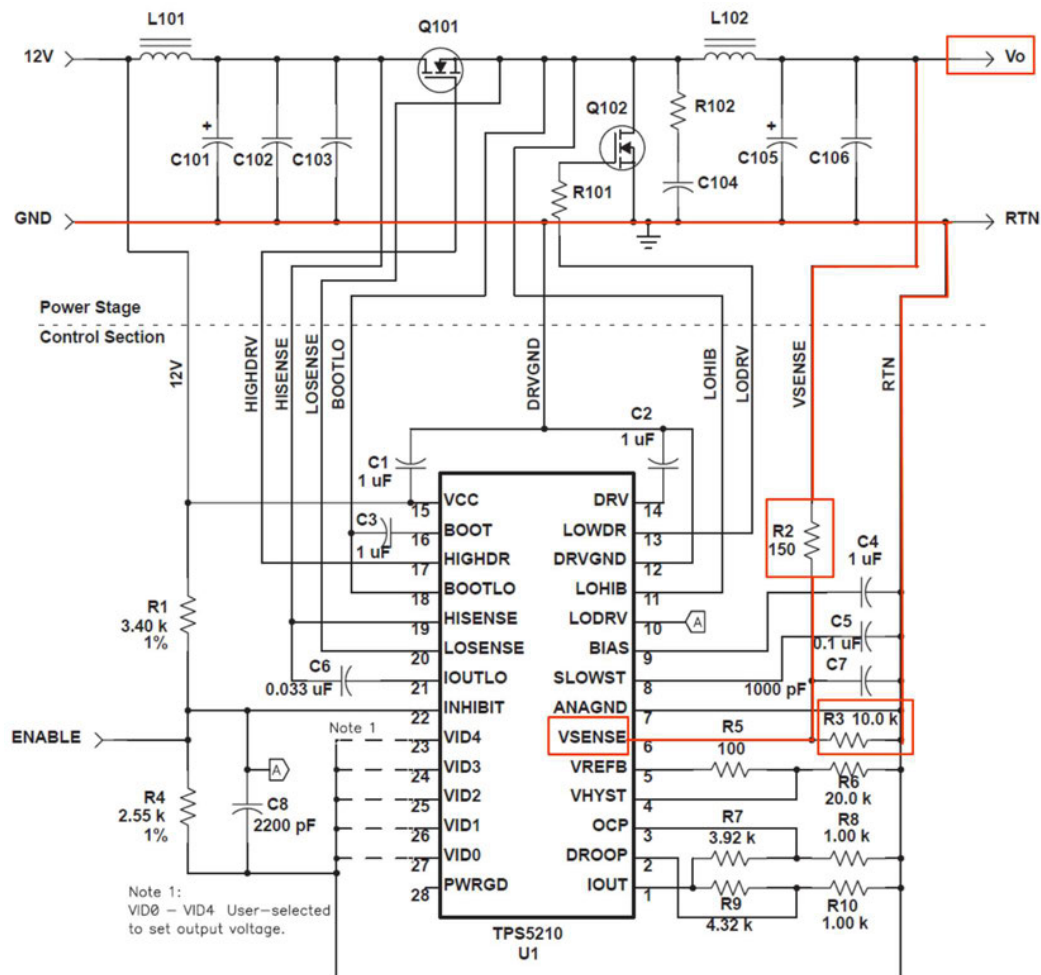 L101
Q101
L102
12V
Vo
Q102
R102
C101
C102
C103
R101
C104
C105
C106
GND
RTN
Power Stage
Control Section
12V
HIGHDRV
HISENSE
LOSENSE
BOOTLO
DRVGND
LOHIB
LODRV
VSENSE
RTN
C1
1 uF
C2
1 uF
C3
1 uF
R2
150
C4
1 uF
C5
0.1 uF
C7
1000 pF
R1
3.40 k
1%
C6
0.033 uF
15 VCC
16 BOOT
17 HIGHDR
18 BOOTLO
19 HISENSE
20 LOSENSE
21 IOUTLO
22 INHIBIT
23 VID4
24 VID3
25 VID2
26 VID1
27 VID0
28 PWRGD
DRV 14
LOWDR 13
DRVGND 12
LOHIB 11
LODRV 10
A
BIAS 9
SLOWST 8
ANAGND 7
VSENSE 6
VREFB 5
VHYST 4
OCP 3
DROOP 2
IOUT 1
R3 10.0 k
R5
100
R6
20.0 k
R7
3.92 k
R8
1.00 k
R9
4.32 k
R10
1.00 k
ENABLE
Note 1
A
R4
2.55 k
1%
C8
2200 pF
Note 1:
VID0 – VID4 User-selected
to set output voltage.
TPS5210
U1